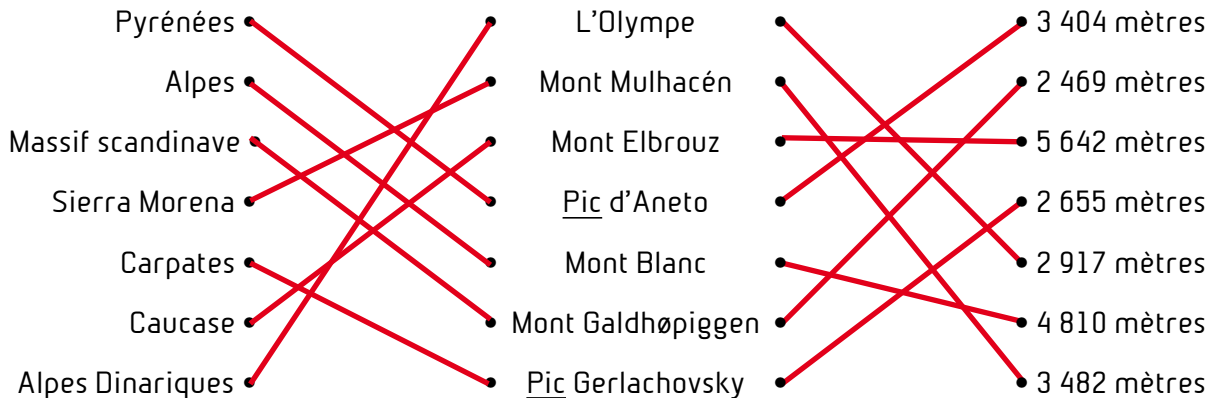 Pyrénées L'Olympe 3 404 mètres
Alpes Mont Mulhacén 2 469 mètres
Massif scandinave Mont Elbrouz 5 642 mètres
Sierra Morena Pic d'Aneto 2 655 mètres
Carpates Mont Blanc 2 917 mètres
Caucase Mont Galdhøpiggen 4 810 mètres
Alpes Dinariques Pic Gerlachovsky 3 482 mètres